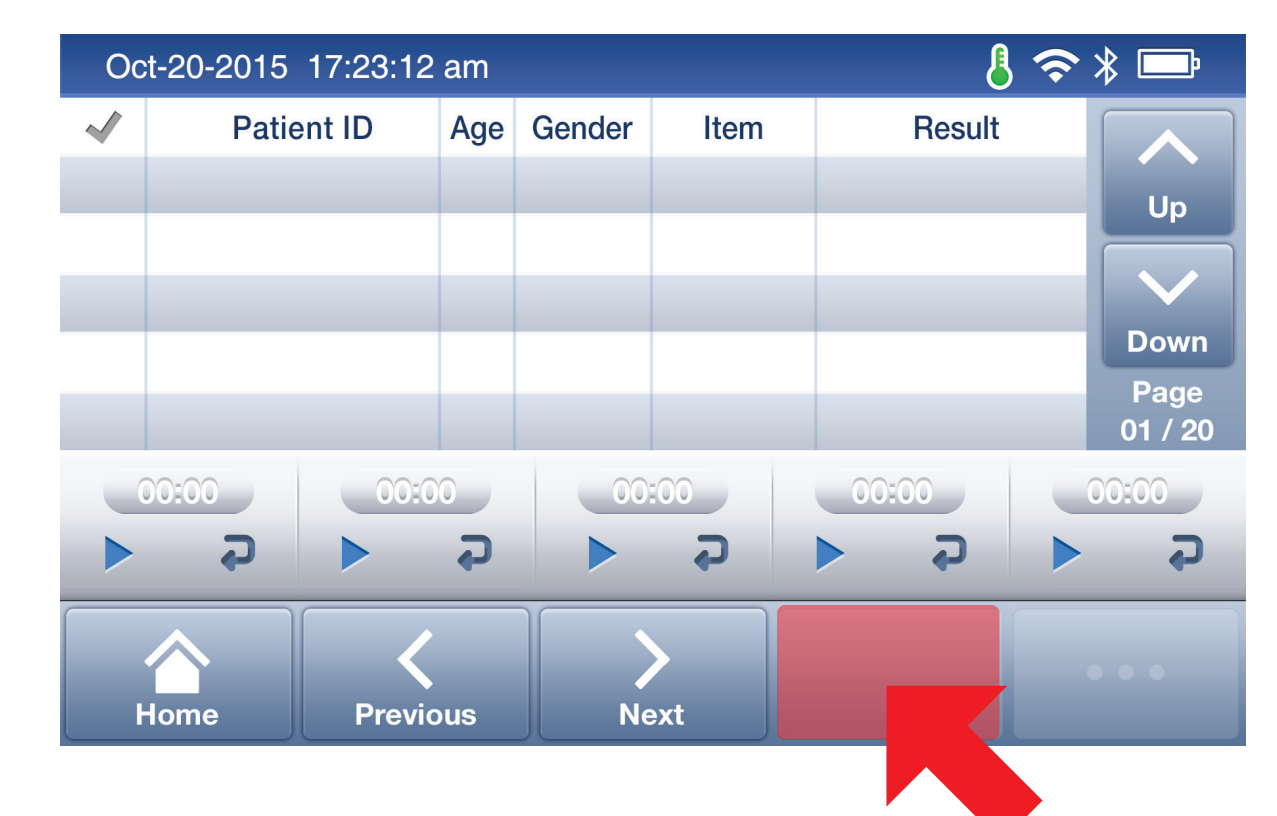 Oct-20-2015 17:23:12 am
Patient ID Age Gender Item Result
Up
Down
Page
01 / 20
00:00 00:00 00:00 00:00 00:00
Home Previous Next